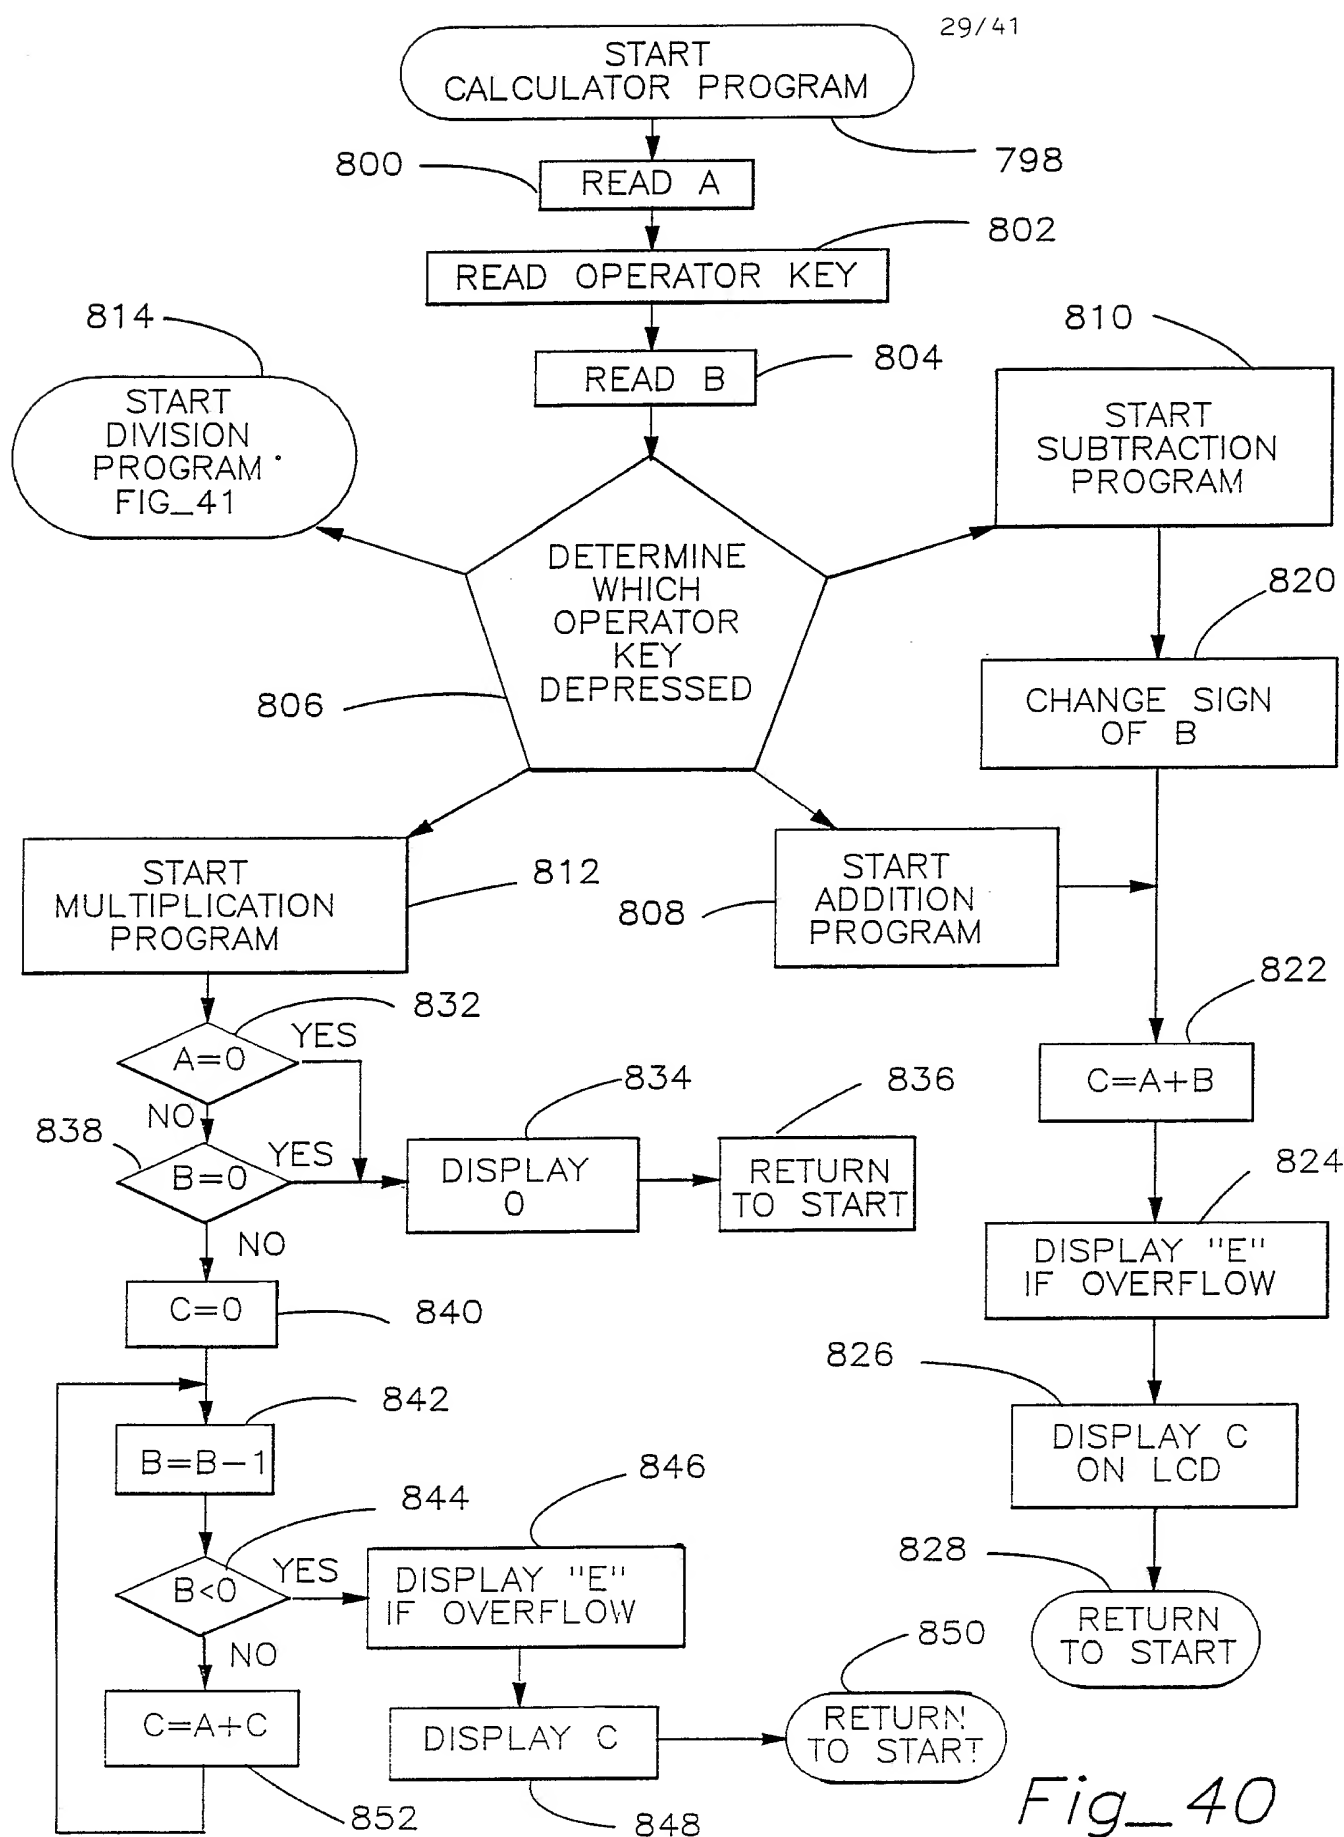 29/41
START
CALCULATOR PROGRAM
798
800
READ A
802
READ OPERATOR KEY
804
READ B
814
START
DIVISION
PROGRAM
FIG_41
810
START
SUBTRACTION
PROGRAM
DETERMINE
WHICH
OPERATOR
KEY
DEPRESSED
806
820
CHANGE SIGN
OF B
START
MULTIPLICATION
PROGRAM
812
808
START
ADDITION
PROGRAM
832
A=0
YES
NO
838
B=0
YES
NO
834
DISPLAY
0
836
RETURN
TO START
822
C=A+B
824
DISPLAY "E"
IF OVERFLOW
C=0
840
826
DISPLAY C
ON LCD
842
B=B-1
844
B<0
YES
NO
846
DISPLAY "E"
IF OVERFLOW
828
RETURN
TO START
850
RETURN
TO START
C=A+C
852
DISPLAY C
848
Fig_40